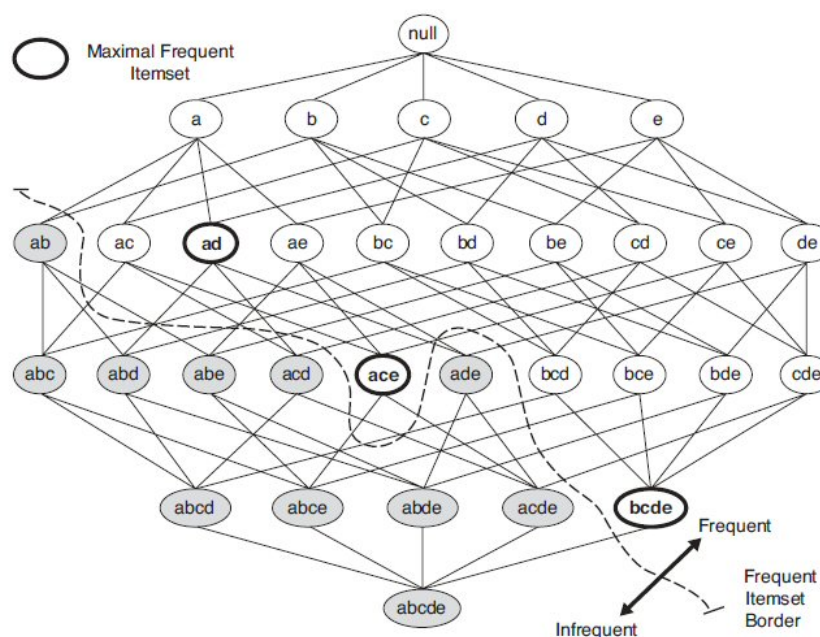 null
Maximal Frequent
Itemset
a b c d e
ab ac ad ae bc bd be cd ce de
abc abd abe acd ace ade bcd bce bde cde
abcd abce abde acde bcde
Frequent
Frequent
Itemset
Border
abcde
Infrequent